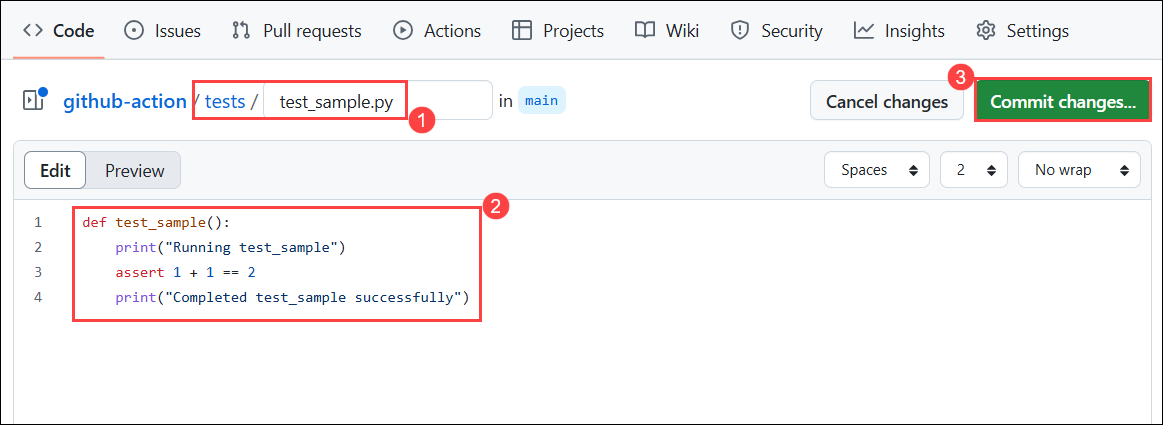 Code Issues Pull requests Actions Projects Wiki Security Insights Settings
3
github-action / tests / test_sample.py in main Cancel changes Commit changes...
1
Edit Preview Spaces 2 No wrap
2
1 def test_sample():
2     print("Running test_sample")
3     assert 1 + 1 == 2
4     print("Completed test_sample successfully")